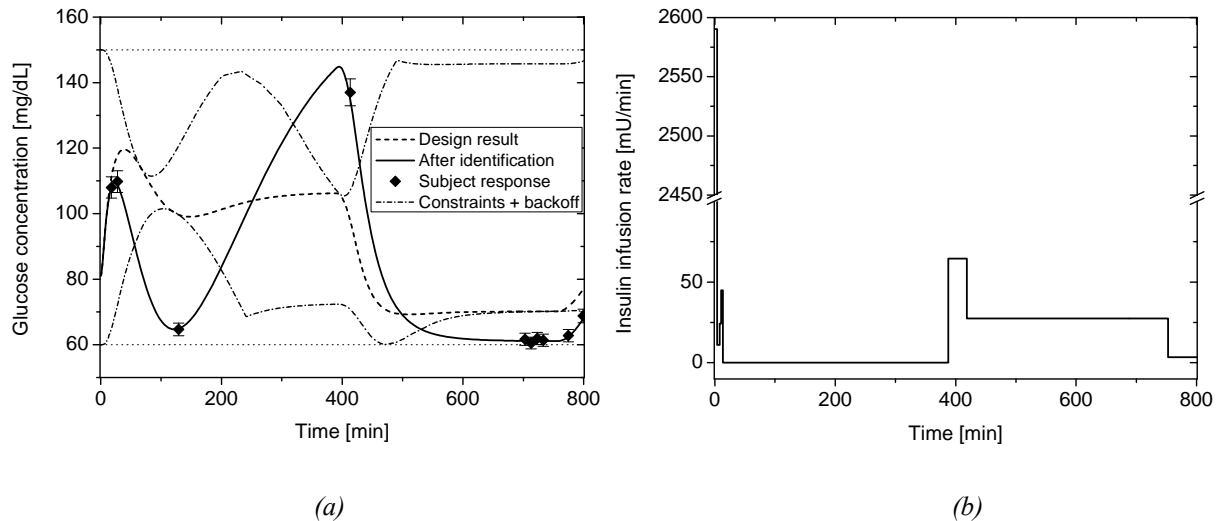 160
140
120
100
80
60
40
0
200
400
600
800
Glucose concentration [mg/dL]
Time [min]
Design result
After identification
Subject response
Constraints + backoff
(a)
2600
2550
2500
2450
50
0
0
200
400
600
800
Insulin infusion rate [mU/min]
Time [min]
(b)